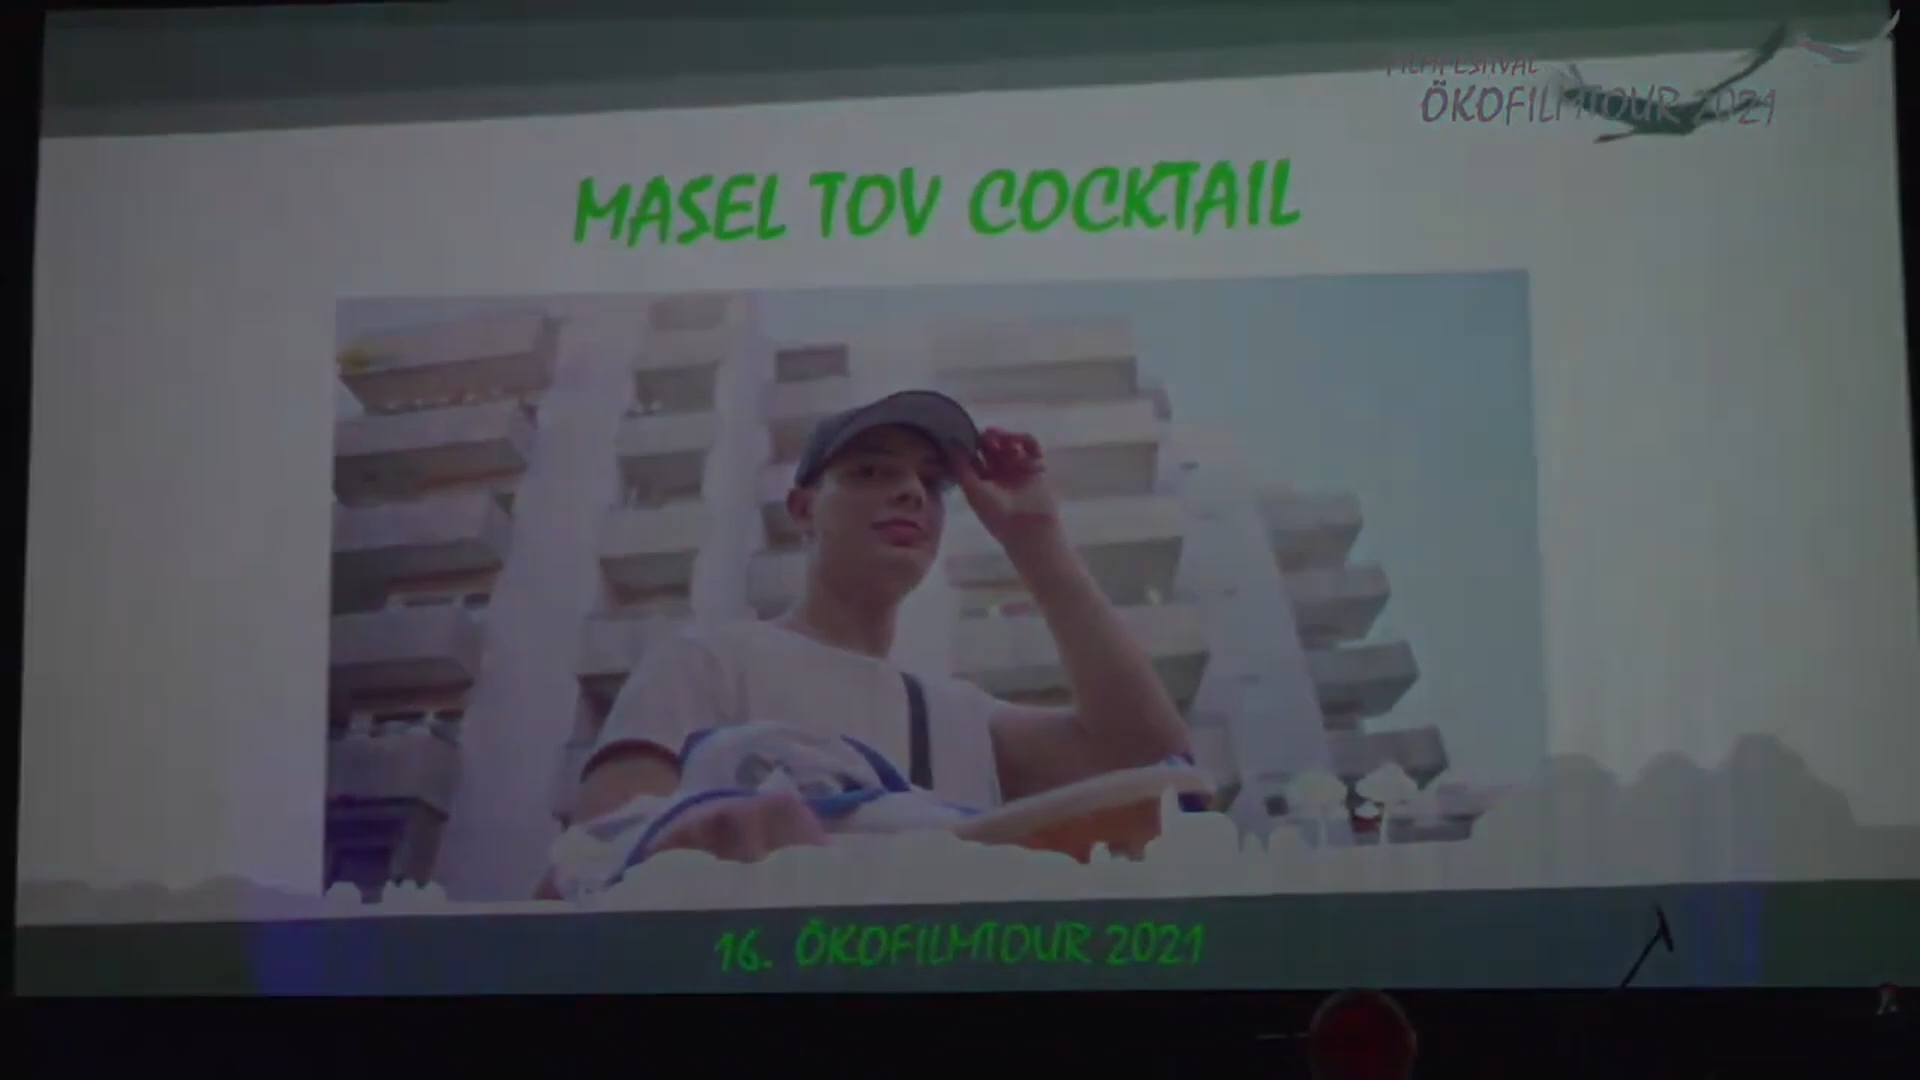 FILMFESTIVAL
ÖKOFILMTOUR 2021
MASEL TOV COCKTAIL
16. ÖKOFILMTOUR 2021